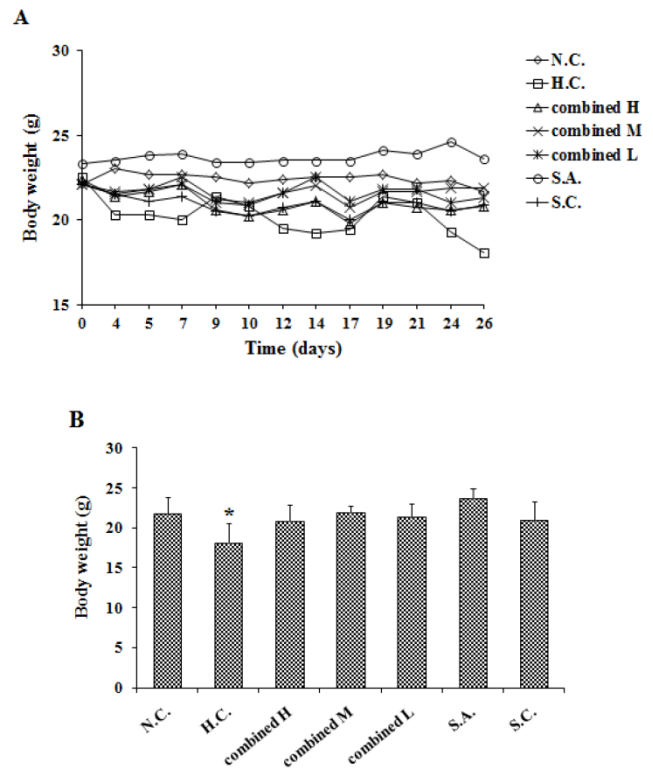 A
30
25
20
15
Body weight (g)
0 4 5 7 9 10 12 14 17 19 21 24 26
Time (days)
N.C.
H.C.
combined H
combined M
combined L
S.A.
S.C.
B
30
25
20
15
10
5
0
Body weight (g)
*
N.C.
H.C.
combined H
combined M
combined L
S.A.
S.C.